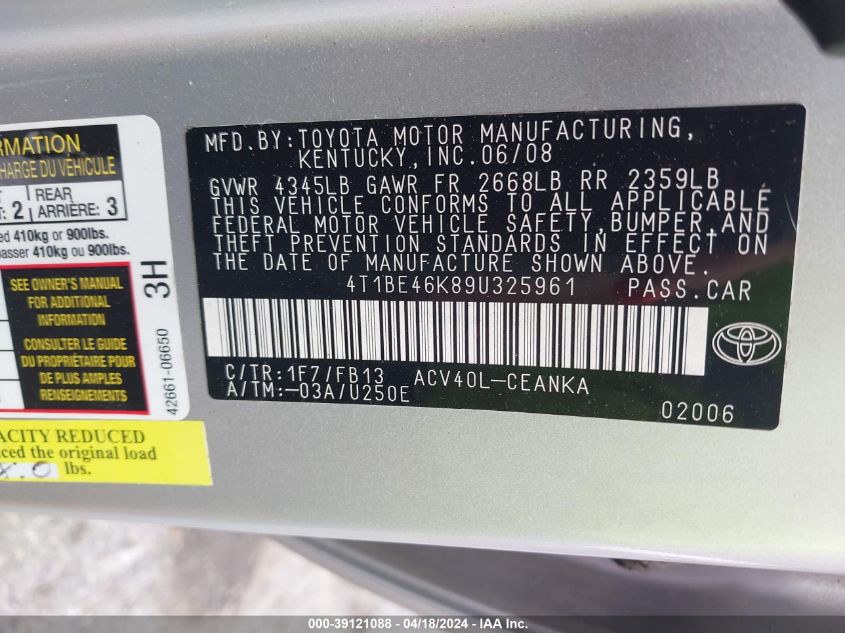 RMATION
HARGE DU VÉHICULE
2 REAR ARRIÈRE: 3
ed 410kg or 900lbs.
passer 410kg ou 900lbs.
SEE OWNER'S MANUAL
FOR ADDITIONAL
INFORMATION
CONSULTER LE GUIDE
DU PROPRIÉTAIRE POUR
DE PLUS AMPLES
RENSEIGNEMENTS
3H
42661-06650
ACITY REDUCED
ced the original load
lbs.
MFD.BY:TOYOTA MOTOR MANUFACTURING,
KENTUCKY,INC.06/08
GVWR 4345LB GAWR FR 2668LB RR 2359LB
THIS VEHICLE CONFORMS TO ALL APPLICABLE
FEDERAL MOTOR VEHICLE SAFETY,BUMPER,AND
THEFT PREVENTION STANDARDS IN EFFECT ON
THE DATE OF MANUFACTURE SHOWN ABOVE.
4T1BE46K89U325961 PASS.CAR
C/TR:1F7/FB13 ACV40L-CEANKA
A/TM:-03A/U250E
02006
000-39121088 - 04/18/2024 - IAA Inc.